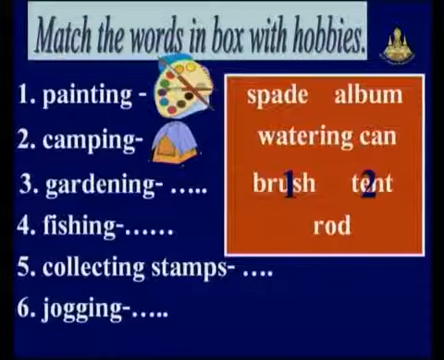 Match the words in box with hobbies.
1. painting -
2. camping-
3. gardening- .....
4. fishing-......
5. collecting stamps- ....
6. jogging-.....
spade album
watering can
brush tent
1 2
rod